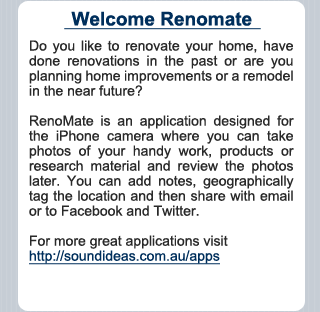 Welcome Renomate
Do you like to renovate your home, have
done renovations in the past or are you
planning home improvements or a remodel
in the near future?
RenoMate is an application designed for
the iPhone camera where you can take
photos of your handy work, products or
research material and review the photos
later. You can add notes, geographically
tag the location and then share with email
or to Facebook and Twitter.
For more great applications visit
http://soundideas.com.au/apps